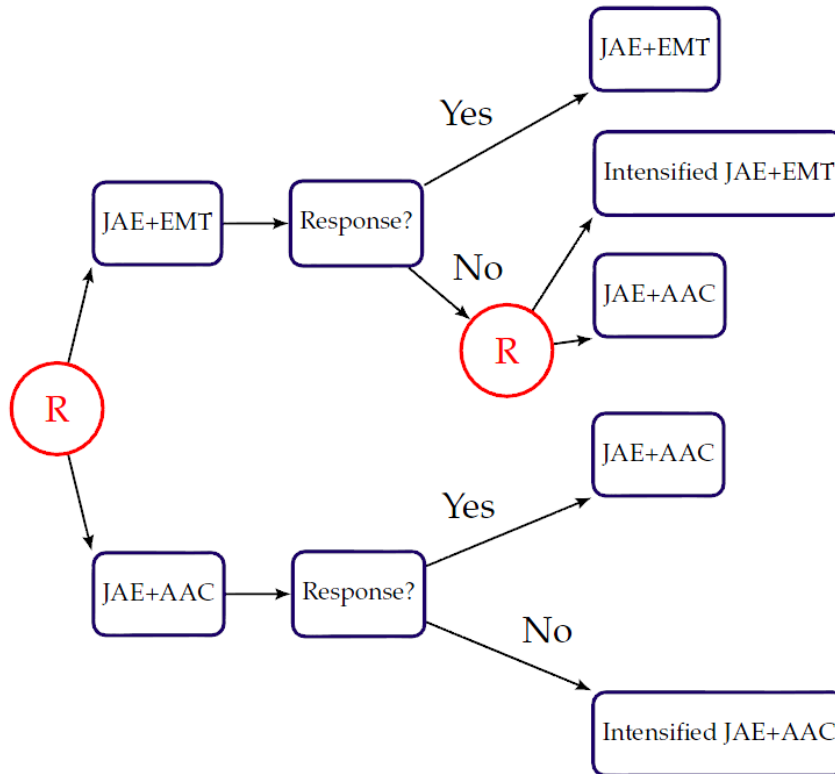 JAE+EMT
Yes
Intensified JAE+EMT
JAE+EMT
Response?
No
JAE+AAC
R
R
JAE+AAC
Yes
JAE+AAC
Response?
No
Intensified JAE+AAC